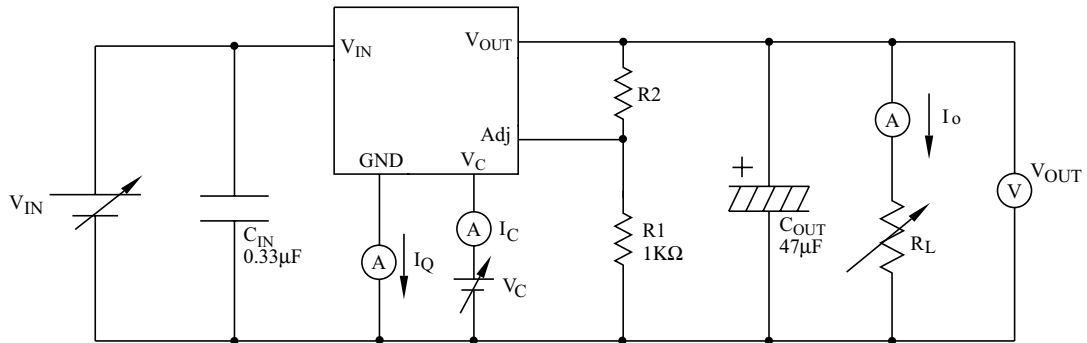 V_IN
V_OUT
Adj
GND
V_C
R2
A
I_o
V_OUT
V
V_IN
C_IN
0.33μF
A
I_Q
A
I_C
V_C
R1
1KΩ
+
C_OUT
47μF
R_L